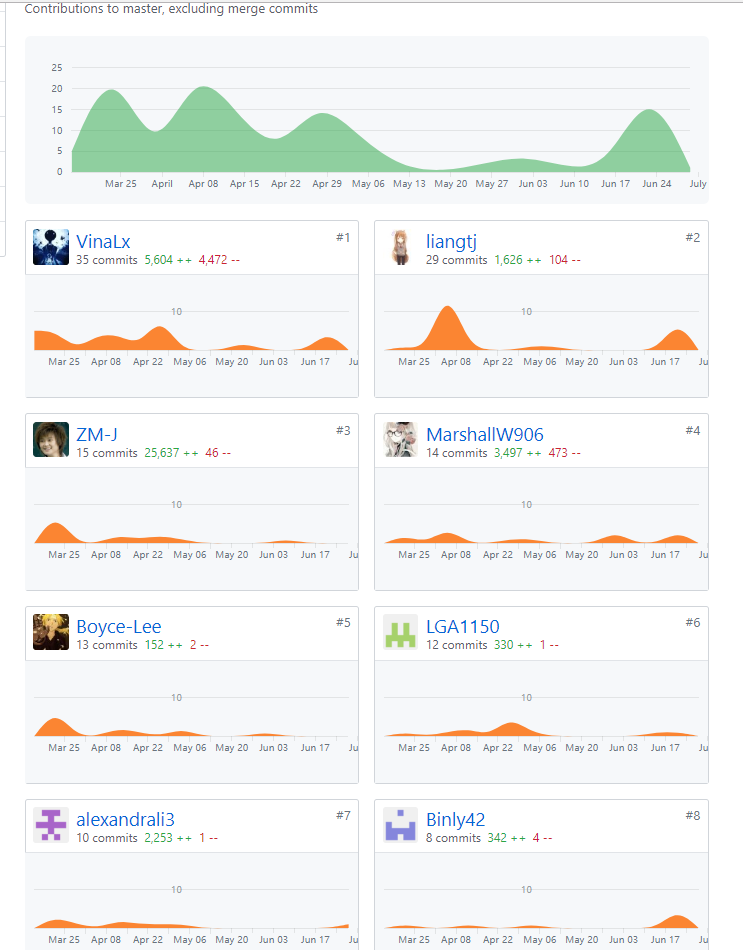 Contributions to master, excluding merge commits
25
20
15
10
5
0
Mar 25 April Apr 08 Apr 15 Apr 22 Apr 29 May 06 May 13 May 20 May 27 Jun 03 Jun 10 Jun 17 Jun 24 July
VinaLx #1
35 commits 5,604 ++ 4,472 --
10
Mar 25 Apr 08 Apr 22 May 06 May 20 Jun 03 Jun 17 Ju
liangtj #2
29 commits 1,626 ++ 104 --
10
Mar 25 Apr 08 Apr 22 May 06 May 20 Jun 03 Jun 17 Ju
ZM-J #3
15 commits 25,637 ++ 46 --
10
Mar 25 Apr 08 Apr 22 May 06 May 20 Jun 03 Jun 17 Ju
MarshallW906 #4
14 commits 3,497 ++ 473 --
10
Mar 25 Apr 08 Apr 22 May 06 May 20 Jun 03 Jun 17 Ju
Boyce-Lee #5
13 commits 152 ++ 2 --
10
Mar 25 Apr 08 Apr 22 May 06 May 20 Jun 03 Jun 17 Ju
LGA1150 #6
12 commits 330 ++ 1 --
10
Mar 25 Apr 08 Apr 22 May 06 May 20 Jun 03 Jun 17 Ju
alexandrali3 #7
10 commits 2,253 ++ 1 --
10
Mar 25 Apr 08 Apr 22 May 06 May 20 Jun 03 Jun 17 Ju
Binly42 #8
8 commits 342 ++ 4 --
10
Mar 25 Apr 08 Apr 22 May 06 May 20 Jun 03 Jun 17 Ju